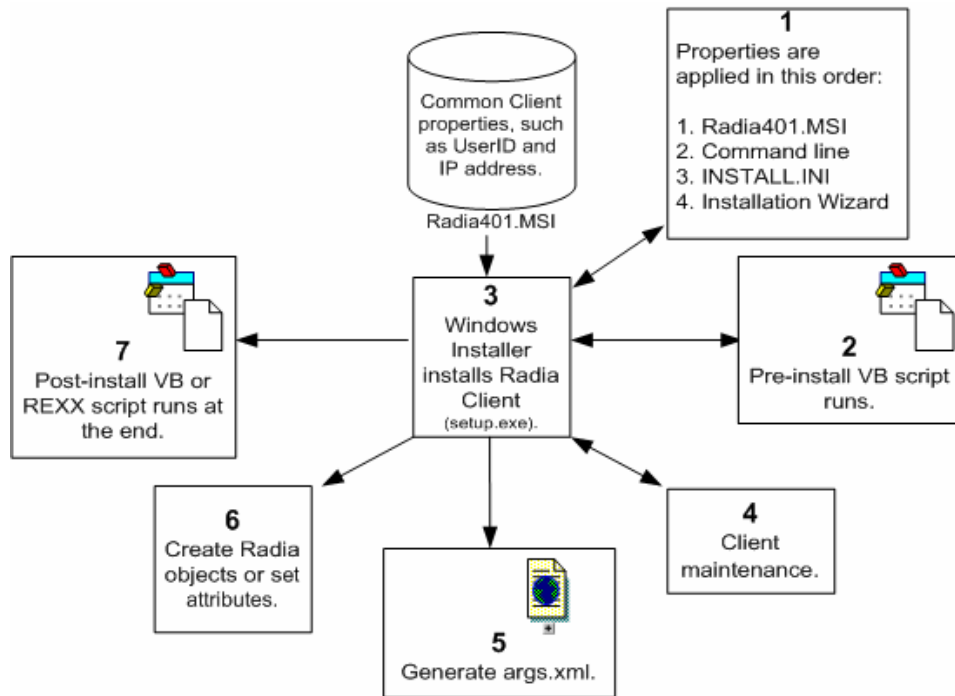 Common Client
properties, such
as UserID and
IP address.
Radia401.MSI
1
Properties are
applied in this order:
1. Radia401.MSI
2. Command line
3. INSTALL.INI
4. Installation Wizard
2
Pre-install VB script
runs.
3
Windows
Installer
installs Radia
Client
(setup.exe).
4
Client
maintenance.
5
Generate args.xml.
6
Create Radia
objects or set
attributes.
7
Post-install VB or
REXX script runs at
the end.